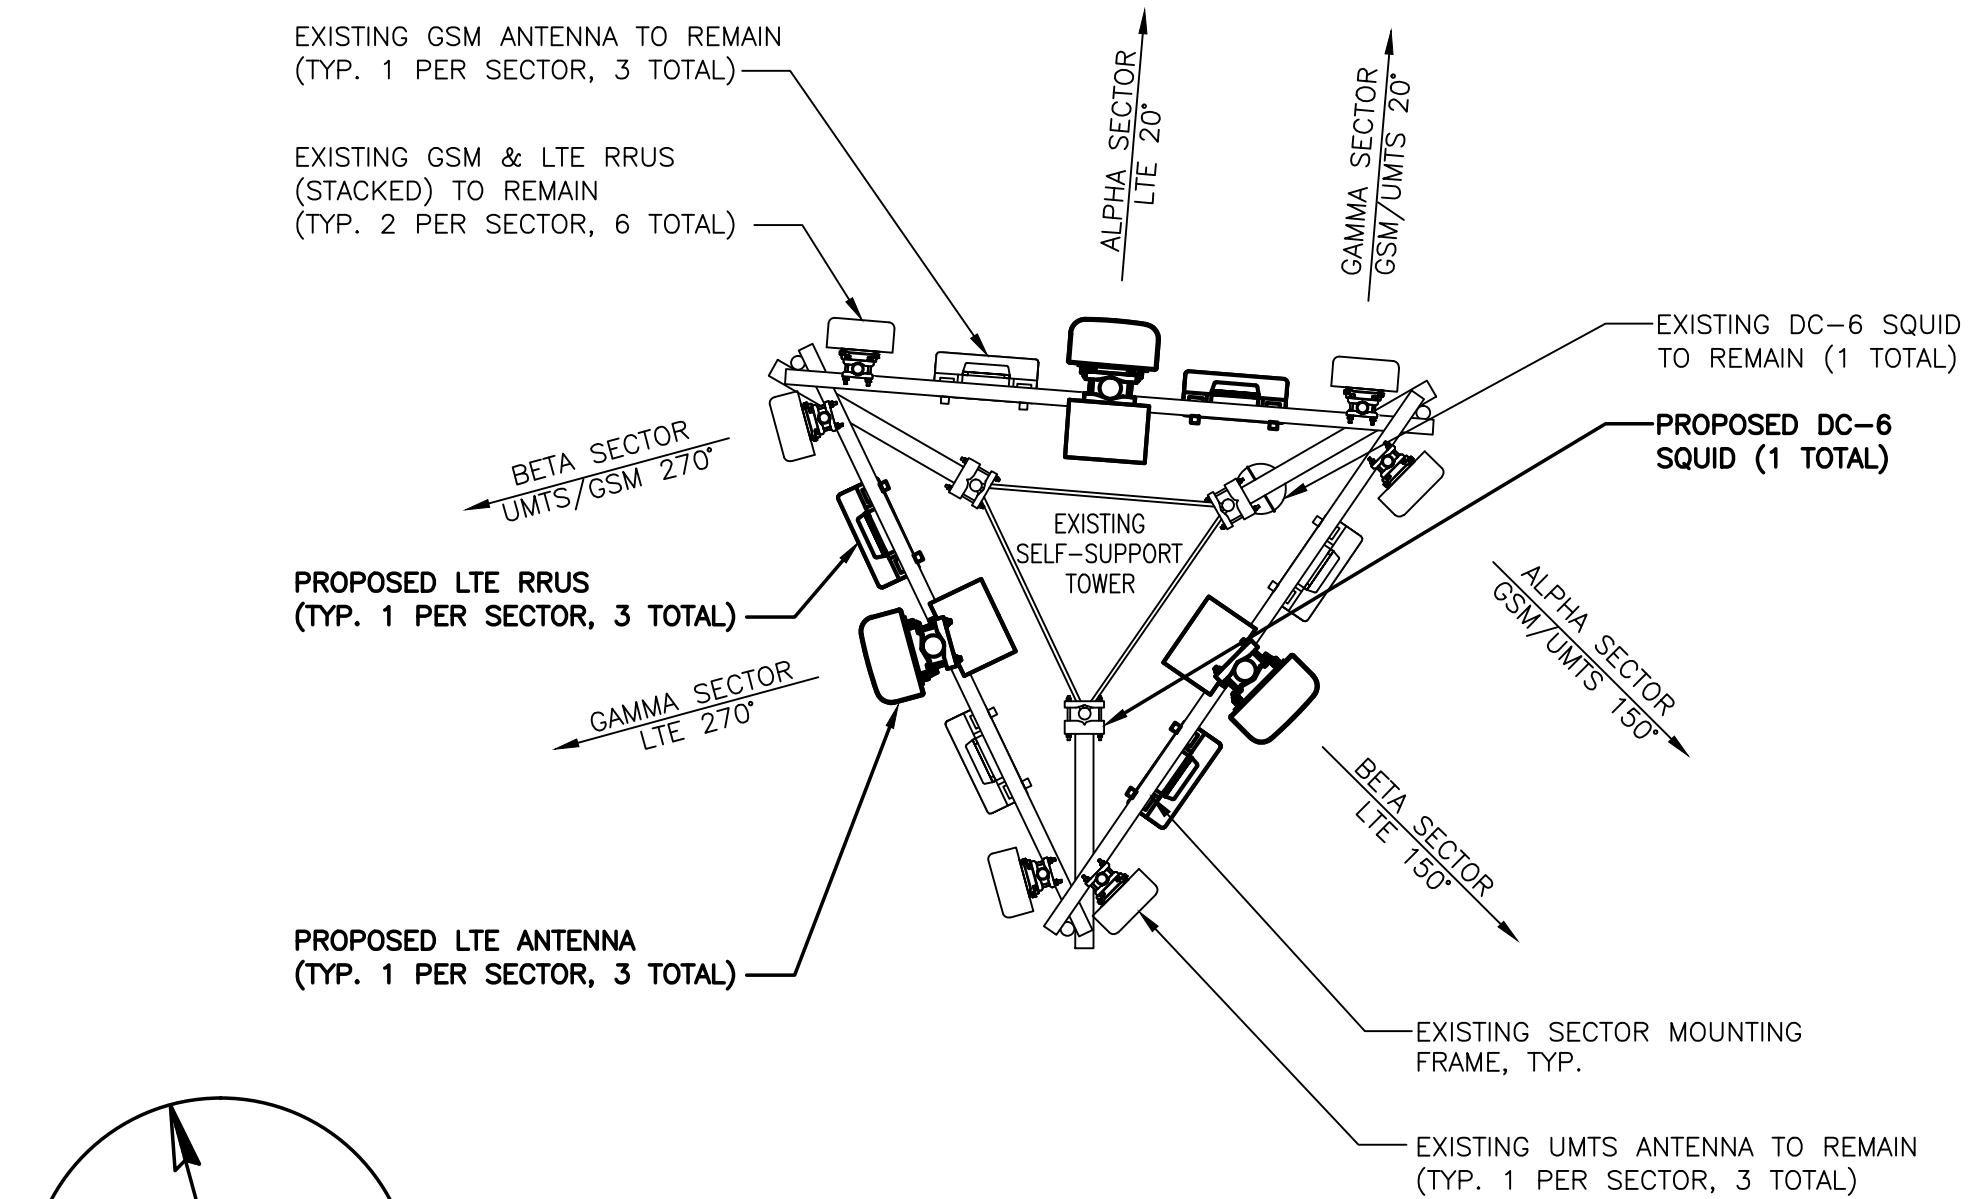 EXISTING GSM ANTENNA TO REMAIN
(TYP. 1 PER SECTOR, 3 TOTAL)
EXISTING GSM & LTE RRUS
(STACKED) TO REMAIN
(TYP. 2 PER SECTOR, 6 TOTAL)
ALPHA SECTOR
LTE 20°
GAMMA SECTOR
GSM/UMTS 20°
EXISTING DC-6 SQUID
TO REMAIN (1 TOTAL)
PROPOSED DC-6
SQUID (1 TOTAL)
BETA SECTOR
UMTS/GSM 270°
EXISTING
SELF-SUPPORT
TOWER
PROPOSED LTE RRUS
(TYP. 1 PER SECTOR, 3 TOTAL)
ALPHA SECTOR
GSM/UMTS 150°
GAMMA SECTOR
LTE 270°
BETA SECTOR
LTE 150°
PROPOSED LTE ANTENNA
(TYP. 1 PER SECTOR, 3 TOTAL)
EXISTING SECTOR MOUNTING
FRAME, TYP.
EXISTING UMTS ANTENNA TO REMAIN
(TYP. 1 PER SECTOR, 3 TOTAL)